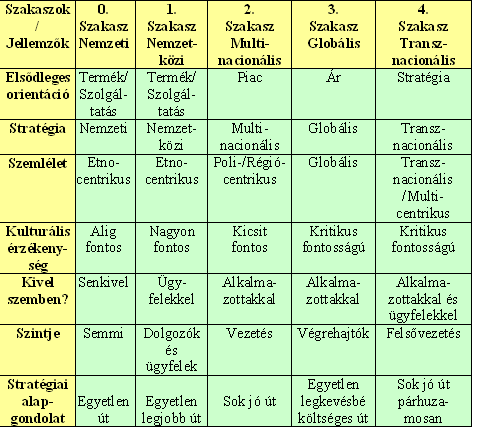 Szakaszok 0. 1. 2. 3. 4.
/ Szakasz Szakasz Szakasz Szakasz Szakasz
Jellemzők Nemzeti Nemzet- Multi- Globális Transz-
közi nacionális nacionális
Elsődleges Termék/ Termék/ Piac Ár Stratégia
orientáció Szolgál- Szolgál-
tatás tatás
Stratégia Nemzeti Nemzet- Multi- Globális Transz-
közi nacionális nacionális
Szemlélet Etno- Etno- Poli-/Régió- Globális Transz-
centrikus centrikus centrikus nacionális
/Multi-
centrikus
Kulturális Alig Nagyon Kicsit Kritikus Kritikus
érzékeny- fontos fontos fontos fontosságú fontosságú
ség
Kivel Senkivel Ügy- Alkalma- Alkalma- Alkalma-
szemben? felekkel zottakkal zottakkal zottakkal és
ügyfelekkel
Szintje Semmi Dolgozók Vezetés Végrehajtók Felsővezetés
és
ügyfelek
Stratégiai Egyetlen Sok jó út
alap- Egyetlen Egyetlen Sok jó út legkevésbé párhuza-
gondolat út legjobb út költséges út mosan